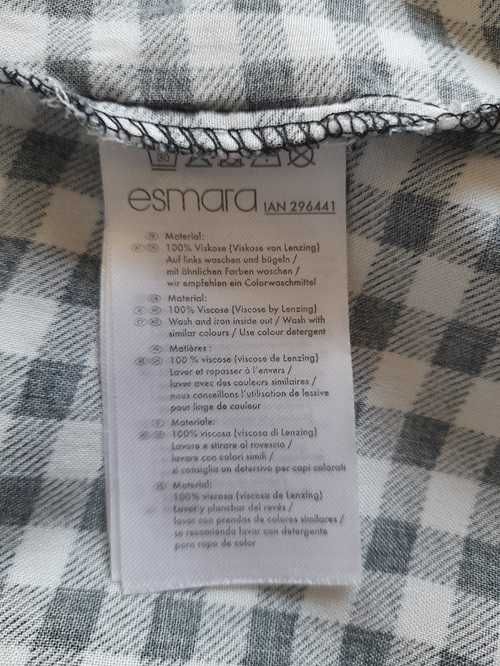 30
esmara IAN 296441
Material:
100% Viskose (Viskose von Lenzing)
Auf links waschen und bügeln /
mit ähnlichen Farben waschen /
wir empfehlen ein Colorwaschmittel
Material:
100% Viscose (Viscose by Lenzing)
Wash and iron inside out / Wash with
similar colours / Use colour detergent
Matières:
100 % viscose (viscose de Lenzing)
Laver et repasser à l'envers /
laver avec des couleurs similaires /
nous conseillons l'utilisation de lessive
pour linge de couleur
Materiale:
100% viscosa (viscosa di Lenzing)
Lavare e stirare al rovescio /
lavare con colori simili /
si consiglia un detersivo per capi colorati
Material:
100% viscosa (viscosa de Lenzing)
Lavar y planchar del revés /
lavar con prendas de colores similares /
se recomienda lavar con detergente
para ropa de color